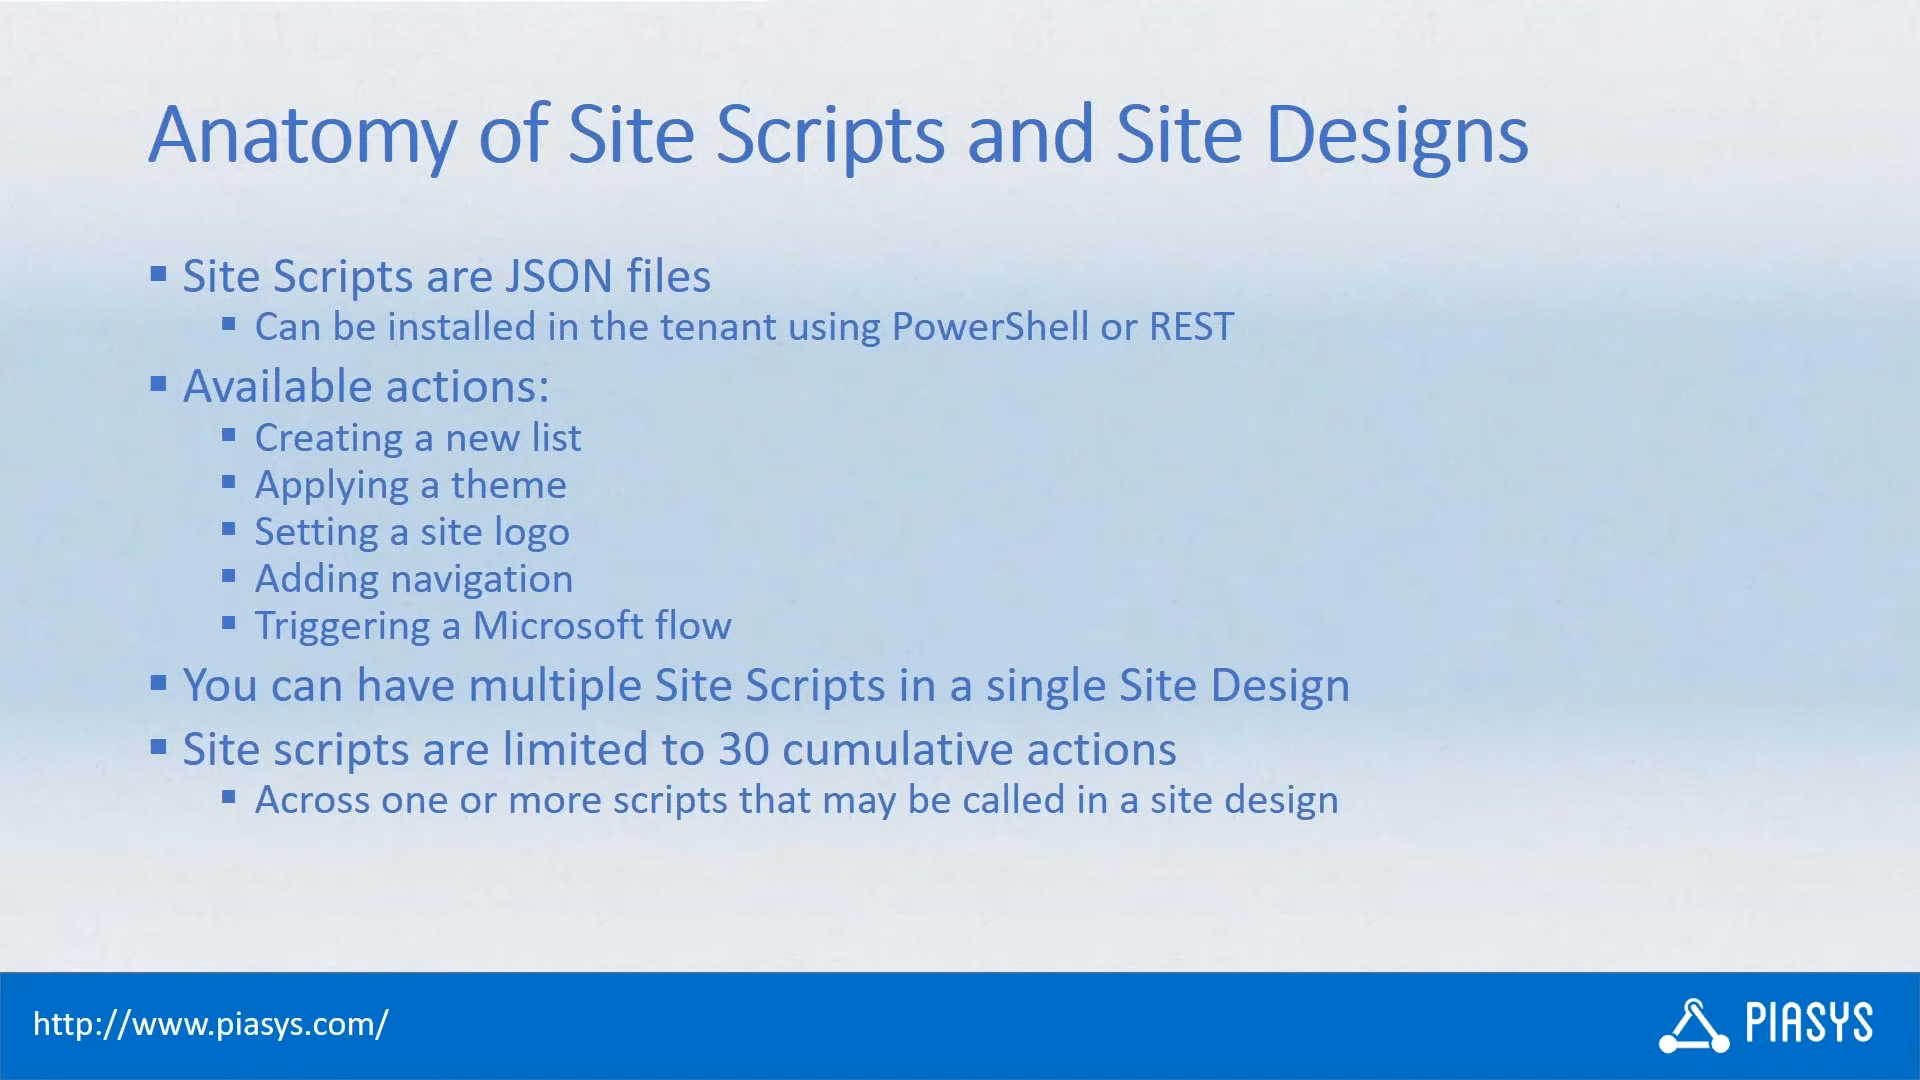 Anatomy of Site Scripts and Site Designs
Site Scripts are JSON files
Can be installed in the tenant using PowerShell or REST
Available actions:
Creating a new list
Applying a theme
Setting a site logo
Adding navigation
Triggering a Microsoft flow
You can have multiple Site Scripts in a single Site Design
Site scripts are limited to 30 cumulative actions
Across one or more scripts that may be called in a site design
http://www.piasys.com/
PIASYS